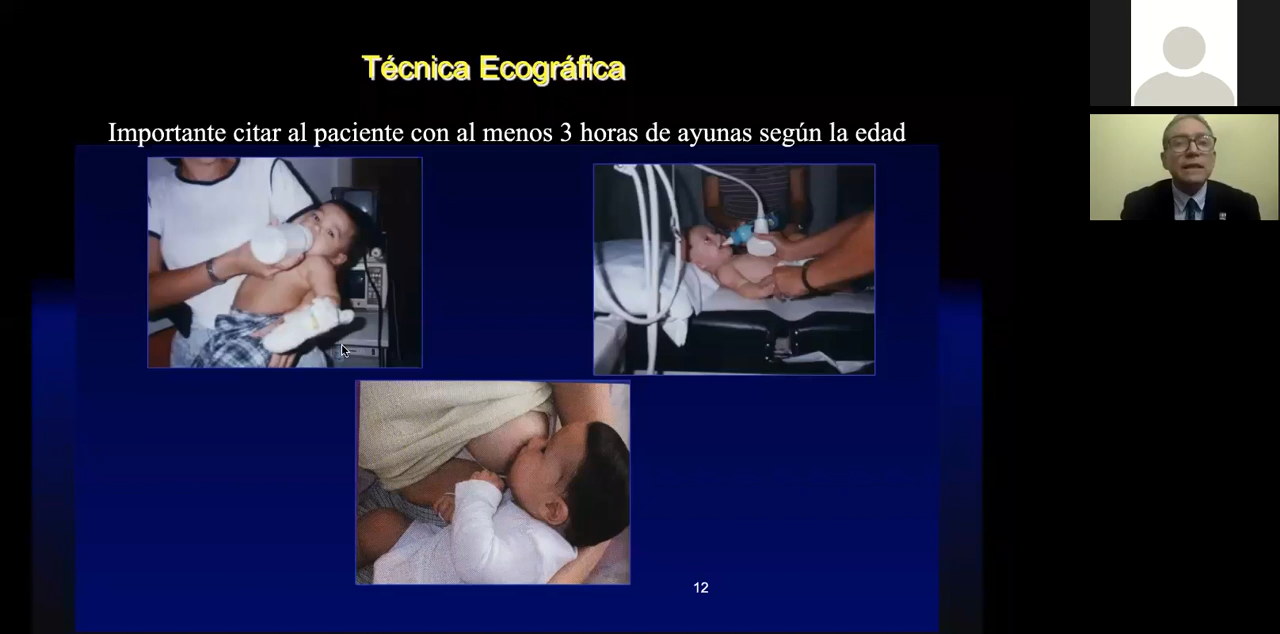 Técnica Ecográfica
Importante citar al paciente con al menos 3 horas de ayunas según la edad
12